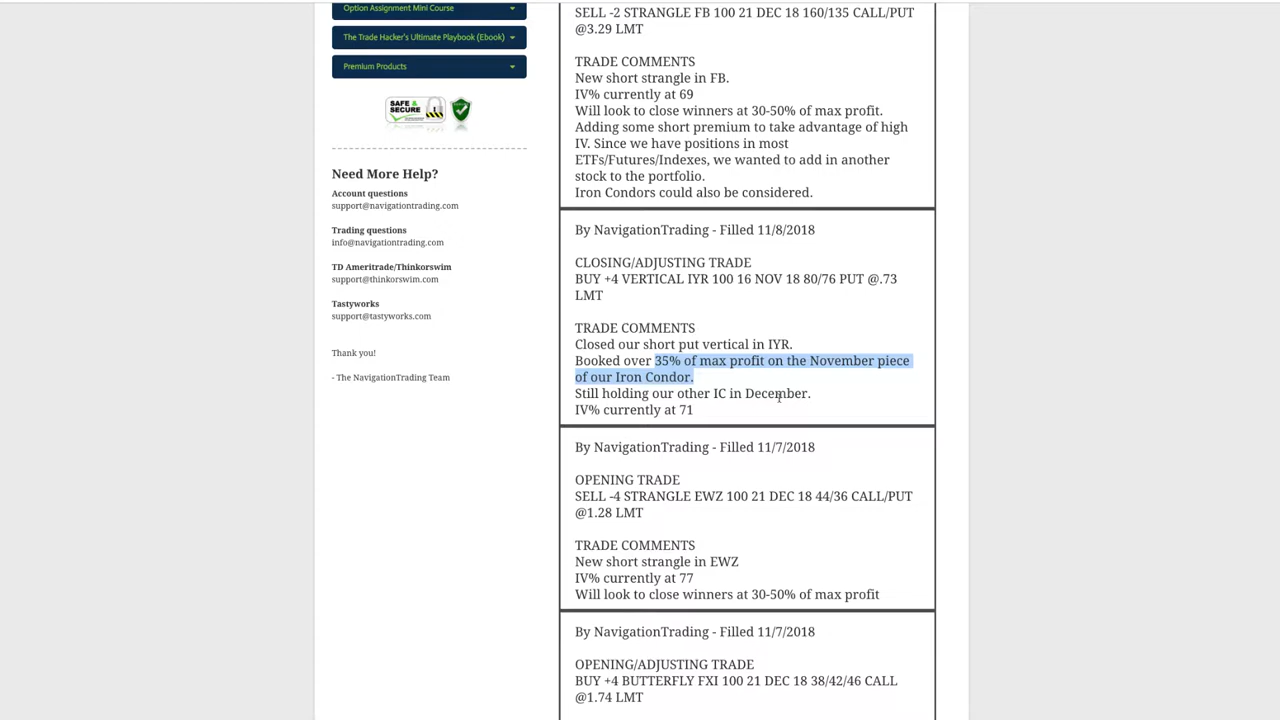 Option Assignment Mini Course
The Trade Hacker's Ultimate Playbook (Ebook)
Premium Products
SAFE &
SECURE
Need More Help?
Account questions
support@navigationtrading.com
Trading questions
info@navigationtrading.com
TD Ameritrade/Thinkorswim
support@thinkorswim.com
Tastyworks
support@tastyworks.com
Thank you!
- The NavigationTrading Team
SELL -2 STRANGLE FB 100 21 DEC 18 160/135 CALL/PUT
@3.29 LMT
TRADE COMMENTS
New short strangle in FB.
IV% currently at 69
Will look to close winners at 30-50% of max profit.
Adding some short premium to take advantage of high
IV. Since we have positions in most
ETFs/Futures/Indexes, we wanted to add in another
stock to the portfolio.
Iron Condors could also be considered.
By NavigationTrading - Filled 11/8/2018
CLOSING/ADJUSTING TRADE
BUY +4 VERTICAL IYR 100 16 NOV 18 80/76 PUT @.73
LMT
TRADE COMMENTS
Closed our short put vertical in IYR.
Booked over 35% of max profit on the November piece
of our Iron Condor.
Still holding our other IC in December.
IV% currently at 71
By NavigationTrading - Filled 11/7/2018
OPENING TRADE
SELL -4 STRANGLE EWZ 100 21 DEC 18 44/36 CALL/PUT
@1.28 LMT
TRADE COMMENTS
New short strangle in EWZ
IV% currently at 77
Will look to close winners at 30-50% of max profit
By NavigationTrading - Filled 11/7/2018
OPENING/ADJUSTING TRADE
BUY +4 BUTTERFLY FXI 100 21 DEC 18 38/42/46 CALL
@1.74 LMT